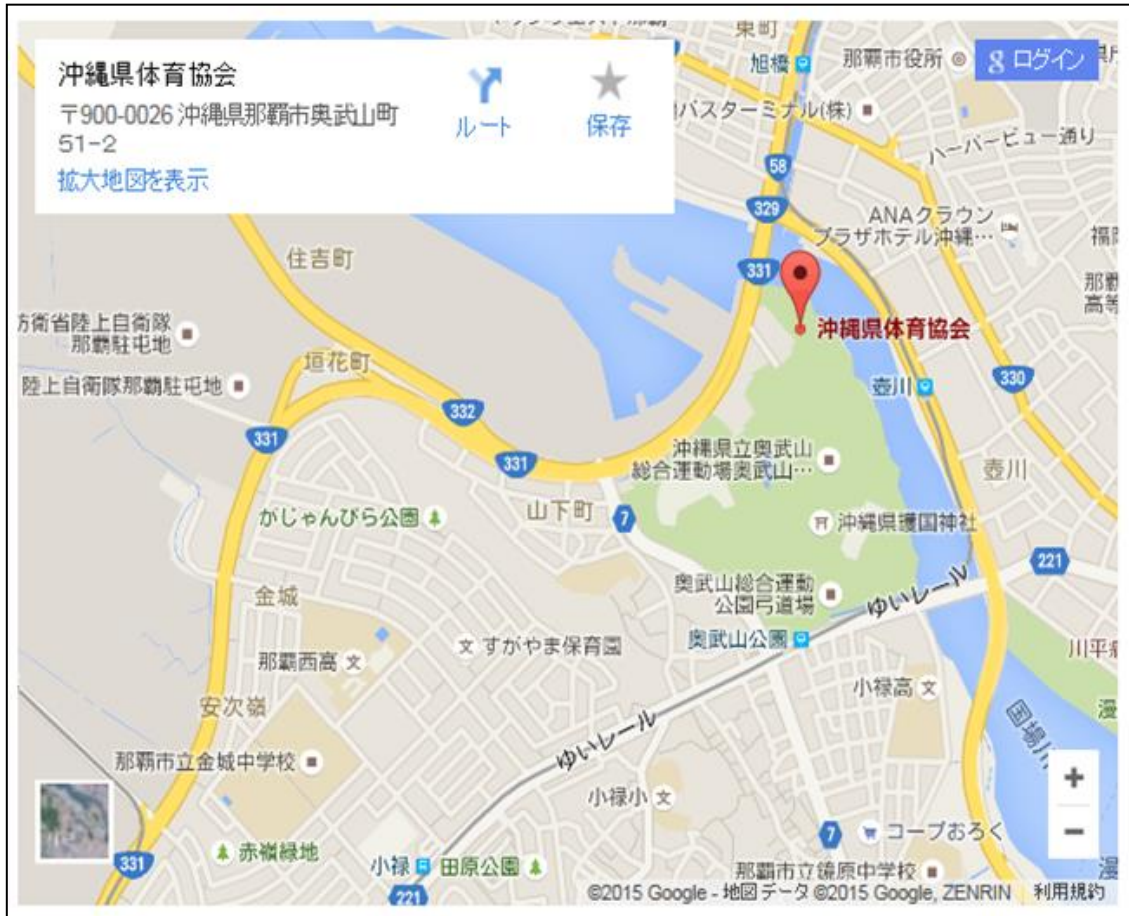 東町
旭橋
那覇市役所
g ログイン
沖縄県体育協会
〒900-0026 沖縄県那覇市奥武山町
51-2
拡大地図を表示
ルート
保存
バスターミナル(株)
ハーバービュー通り
58
329
ANAクラウン
プラザホテル沖縄…
331
住吉町
沖縄県体育協会
防衛省陸上自衛隊
那覇駐屯地
陸上自衛隊那覇駐屯地
垣花町
332
331
331
330
壺川
壺川
沖縄県立奥武山
総合運動場奥武山…
がじゃんびら公園
山下町
7
沖縄県護国神社
221
金城
奥武山総合運動
公園弓道場
ゆいレール
奥武山公園
すがやま保育園
那覇西高
小禄高
安次嶺
ゆいレール
国場川
那覇市立金城中学校
小禄小
+
−
7
コープおろく
赤嶺緑地
331
小禄
田原公園
221
那覇市立鏡原中学校
©2015 Google - 地図データ ©2015 Google, ZENRIN
利用規約